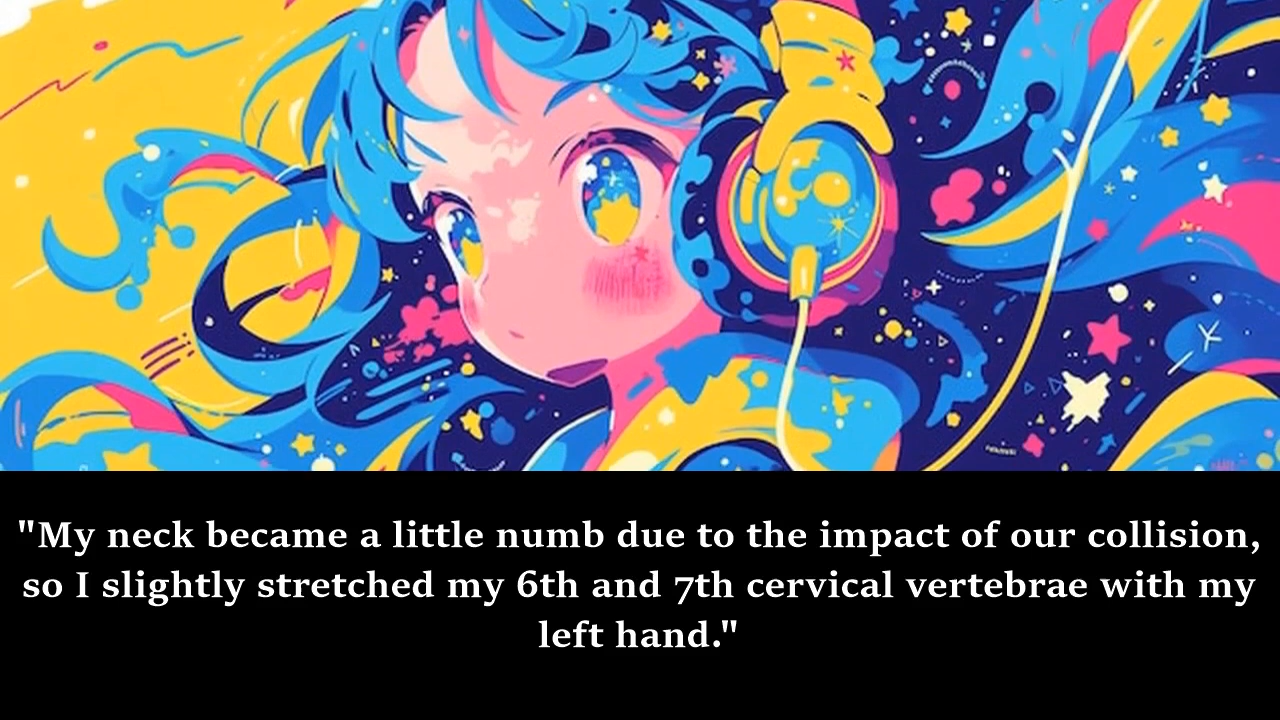 "My neck became a little numb due to the impact of our collision,
so I slightly stretched my 6th and 7th cervical vertebrae with my
left hand."